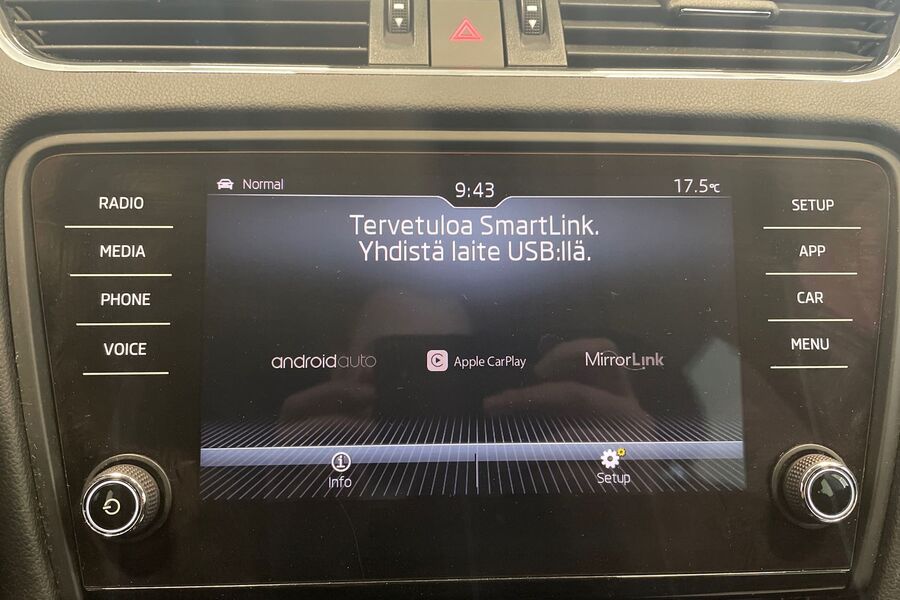 Normal
9:43
17.5°C
Tervetuloa SmartLink.
Yhdistä laite USB:llä.
RADIO
MEDIA
PHONE
VOICE
androidauto
Apple CarPlay
MirrorLink
Info
Setup
SETUP
APP
CAR
MENU